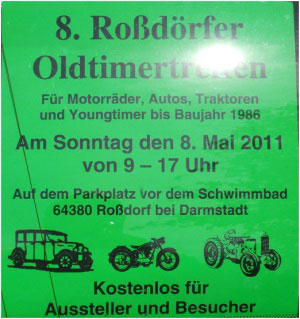 8. Roßdörfer
Oldtimertreffen
Für Motorräder, Autos, Traktoren
und Youngtimer bis Baujahr 1986
Am Sonntag den 8. Mai 2011
von 9 – 17 Uhr
Auf dem Parkplatz vor dem Schwimmbad
64380 Roßdorf bei Darmstadt
Kostenlos für
Aussteller und Besucher